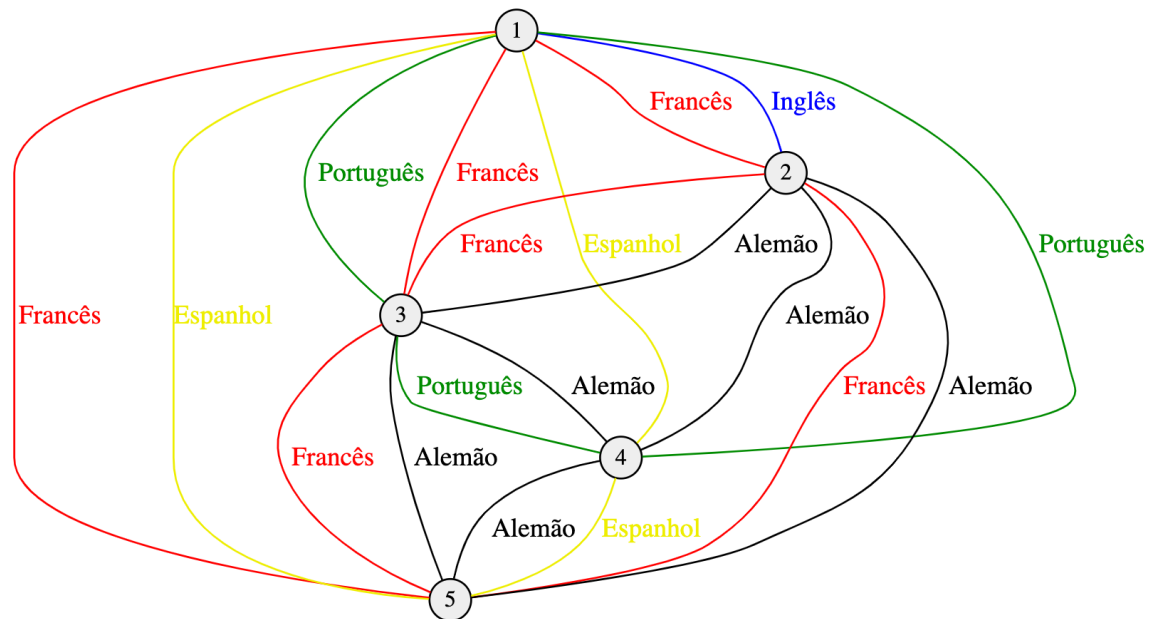 1
Francês
Inglês
Português
Francês
2
Francês
Espanhol
Alemão
Português
Francês
Espanhol
3
Alemão
Português
Alemão
Francês
Alemão
Francês
Alemão
4
Alemão
Espanhol
5